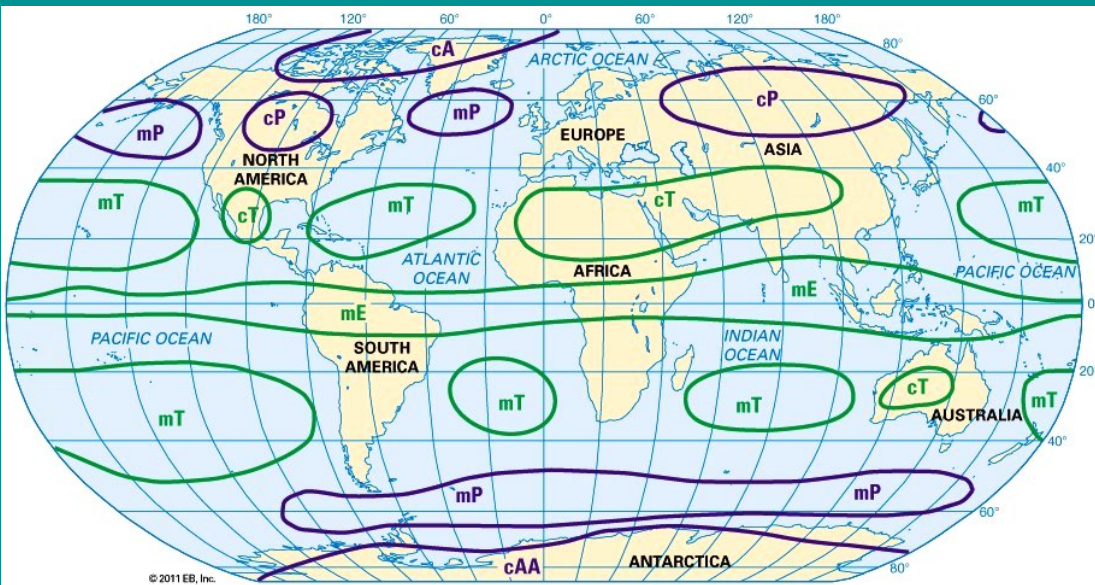 180° 120° 60° 0° 60° 120° 180°
80°
cA
ARCTIC OCEAN
60°
mP
cP
mP
cP
EUROPE
ASIA
NORTH
AMERICA
40°
mT
cT
mT
cT
mT
20°
ATLANTIC
OCEAN
AFRICA
PACIFIC OCEAN
mE
mE
0°
PACIFIC OCEAN
SOUTH
AMERICA
INDIAN
OCEAN
20°
mT
mT
mT
cT
mT
AUSTRALIA
40°
mP
mP
60°
cAA
ANTARCTICA
80°
© 2011 EB, Inc.